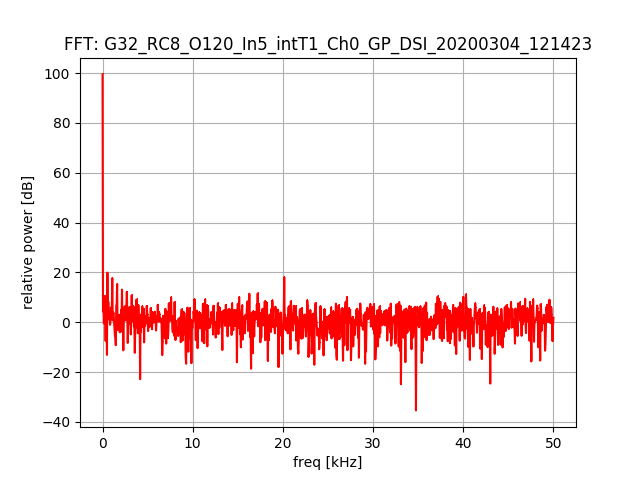 FFT: G32_RC8_O120_In5_intT1_Ch0_GP_DSI_20200304_121423
relative power [dB]
100
80
60
40
20
0
−20
−40
0 10 20 30 40 50
freq [kHz]